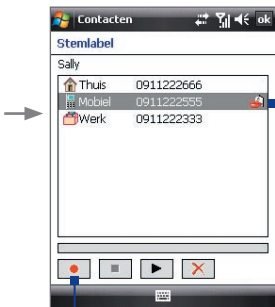 Contacten ok
Stemlabel
Sally
Thuis 0911222666
Mobiel 0911222555
Werk 0911222333